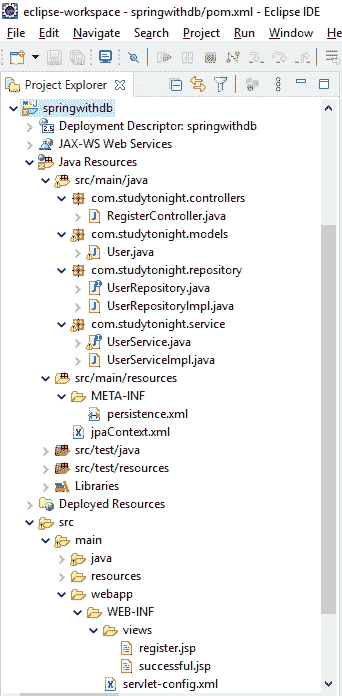 eclipse-workspace - springwithdb/pom.xml - Eclipse IDE
File Edit Navigate Search Project Run Window He
Project Explorer
springwithdb
2.5 Deployment Descriptor: springwithdb
JAX-WS Web Services
Java Resources
src/main/java
com.studytonight.controllers
RegisterController.java
com.studytonight.models
User.java
com.studytonight.repository
UserRepository.java
UserRepositoryImpl.java
com.studytonight.service
UserService.java
UserServiceImpl.java
src/main/resources
META-INF
persistence.xml
jpaContext.xml
src/test/java
src/test/resources
Libraries
Deployed Resources
src
main
java
resources
webapp
WEB-INF
views
register.jsp
successful.jsp
servlet-config.xml